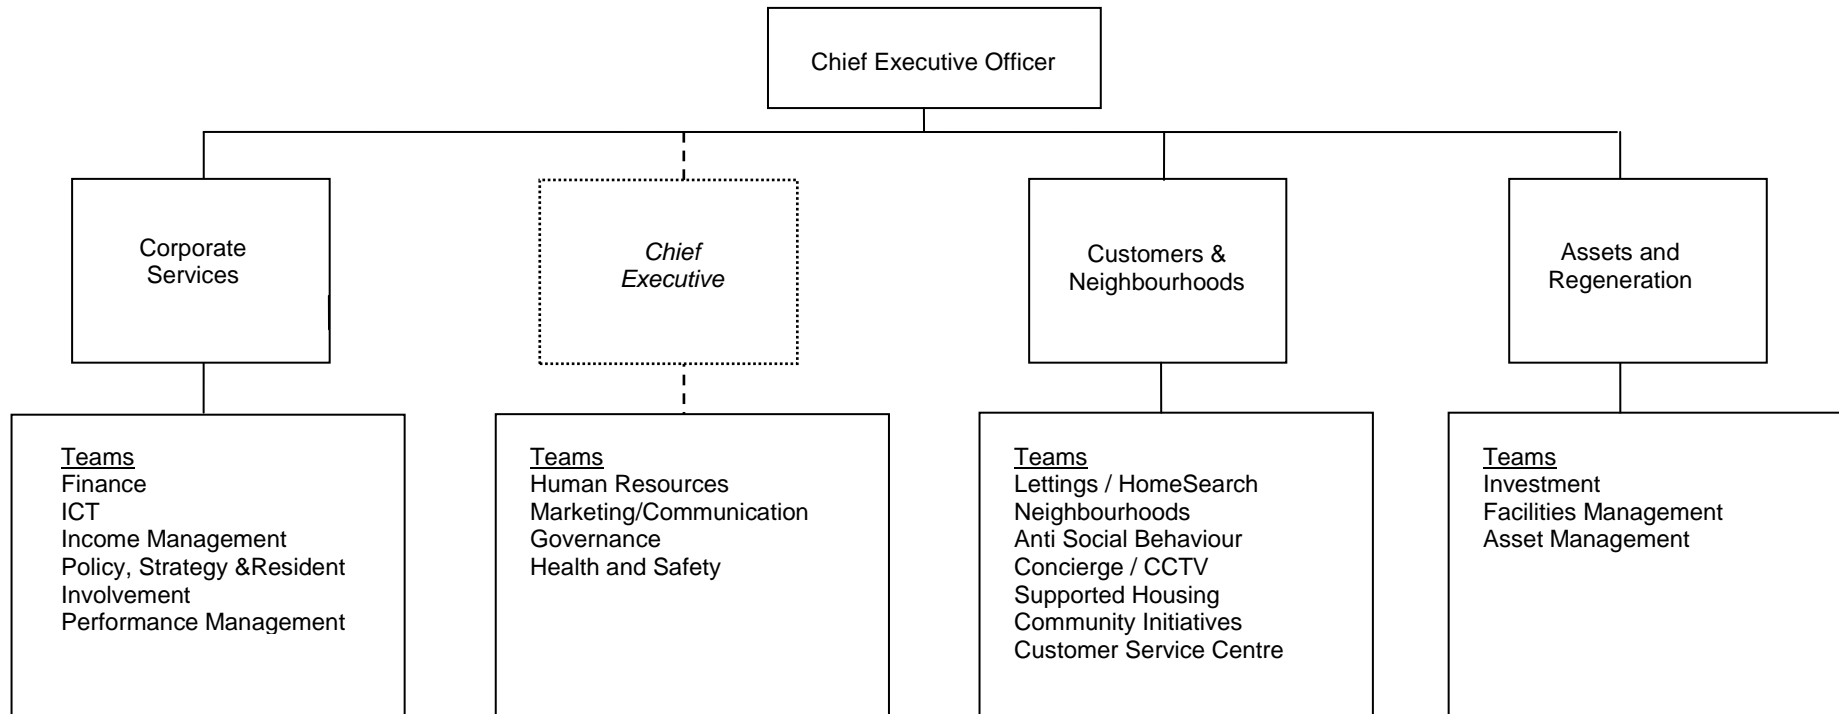 Chief Executive Officer
Corporate
Services
Chief
Executive
Customers &
Neighbourhoods
Assets and
Regeneration
Teams
Finance
ICT
Income Management
Policy, Strategy &Resident
Involvement
Performance Management
Teams
Human Resources
Marketing/Communication
Governance
Health and Safety
Teams
Lettings / HomeSearch
Neighbourhoods
Anti Social Behaviour
Concierge / CCTV
Supported Housing
Community Initiatives
Customer Service Centre
Teams
Investment
Facilities Management
Asset Management